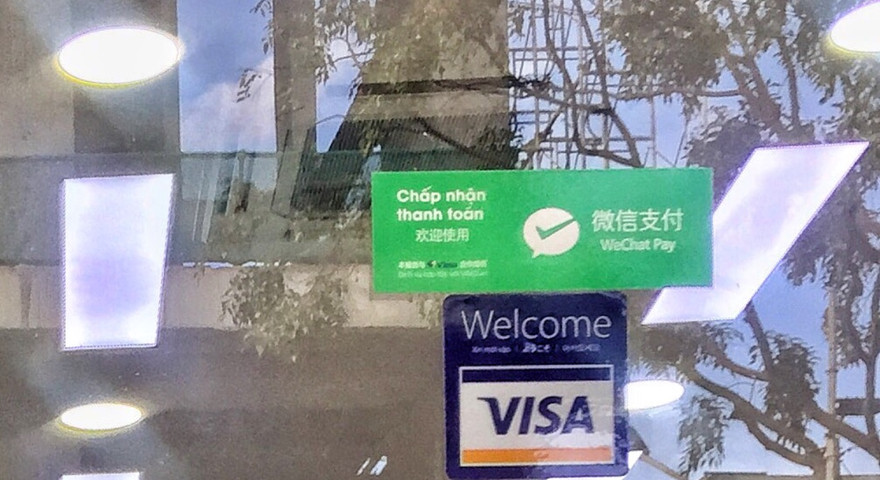 Chấp nhận
thanh toán
欢迎使用
微信支付
WeChat Pay
Welcome
VISA